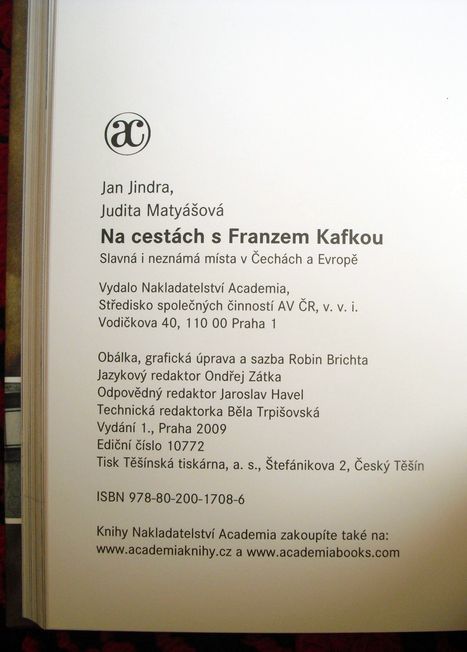 ac
Jan Jindra,
Judita Matyášová
Na cestách s Franzem Kafkou
Slavná i neznámá místa v Čechách a Evropě
Vydalo Nakladatelství Academia,
Středisko společných činností AV ČR, v. v. i.
Vodičkova 40, 110 00 Praha 1
Obálka, grafická úprava a sazba Robin Brichta
Jazykový redaktor Ondřej Zátka
Odpovědný redaktor Jaroslav Havel
Technická redaktorka Běla Trpišovská
Vydání 1., Praha 2009
Ediční číslo 10772
Tisk Těšínská tiskárna, a. s., Štefánikova 2, Český Těšín
ISBN 978-80-200-1708-6
Knihy Nakladatelství Academia zakoupíte také na:
www.academiaknihy.cz a www.academiabooks.com